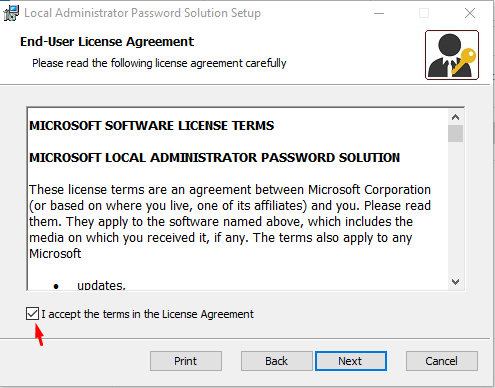 Local Administrator Password Solution Setup
End-User License Agreement
Please read the following license agreement carefully
MICROSOFT SOFTWARE LICENSE TERMS
MICROSOFT LOCAL ADMINISTRATOR PASSWORD SOLUTION
These license terms are an agreement between Microsoft Corporation
(or based on where you live, one of its affiliates) and you. Please read
them. They apply to the software named above, which includes the
media on which you received it, if any. The terms also apply to any
Microsoft
• updates,
I accept the terms in the License Agreement
Print Back Next Cancel